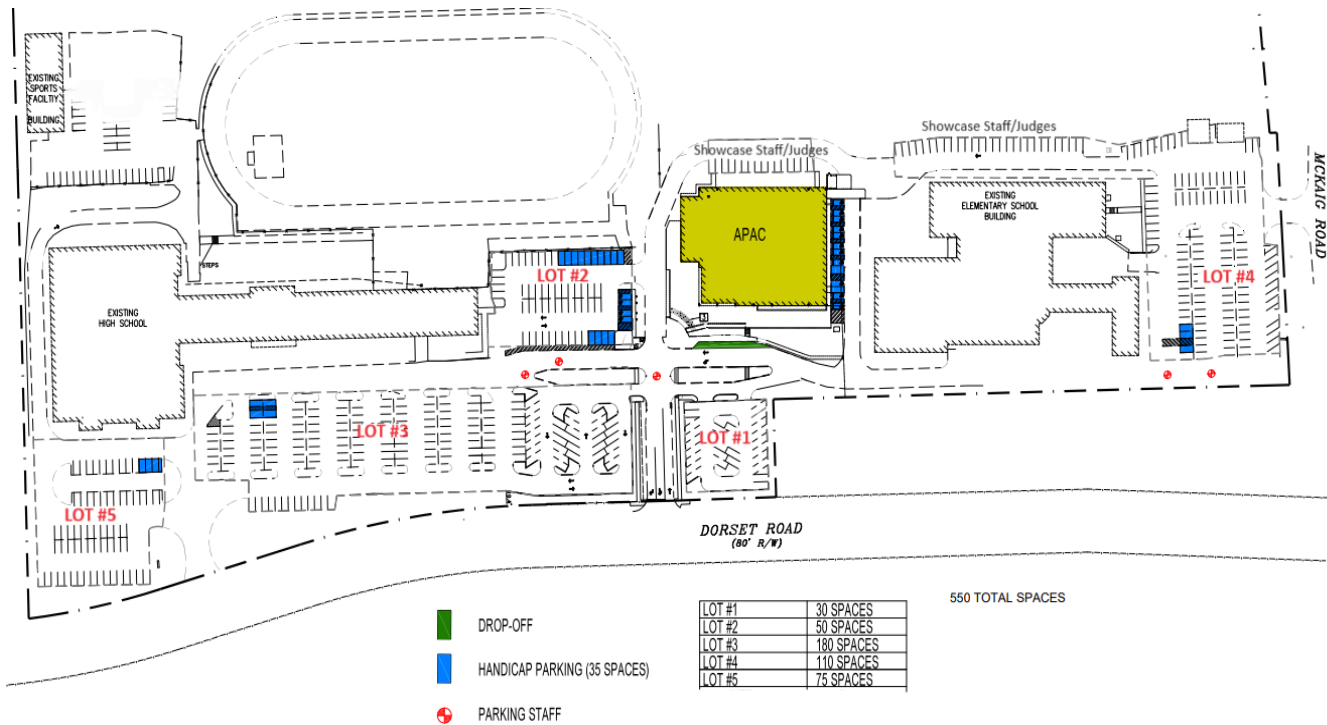 EXISTING
SPORTS
FACILTIY
BUILDING
Showcase Staff/Judges
Showcase Staff/Judges
MCKAIG ROAD
APAC
EXISTING
ELEMENTARY SCHOOL
BUILDING
STEPS
LOT #2
LOT #4
EXISTING
HIGH SCHOOL
3
LOT #3
LOT #1
LOT #5
DORSET ROAD
(80' R/W)
550 TOTAL SPACES
DROP-OFF
HANDICAP PARKING (35 SPACES)
PARKING STAFF
LOT #1 30 SPACES
LOT #2 50 SPACES
LOT #3 180 SPACES
LOT #4 110 SPACES
LOT #5 75 SPACES